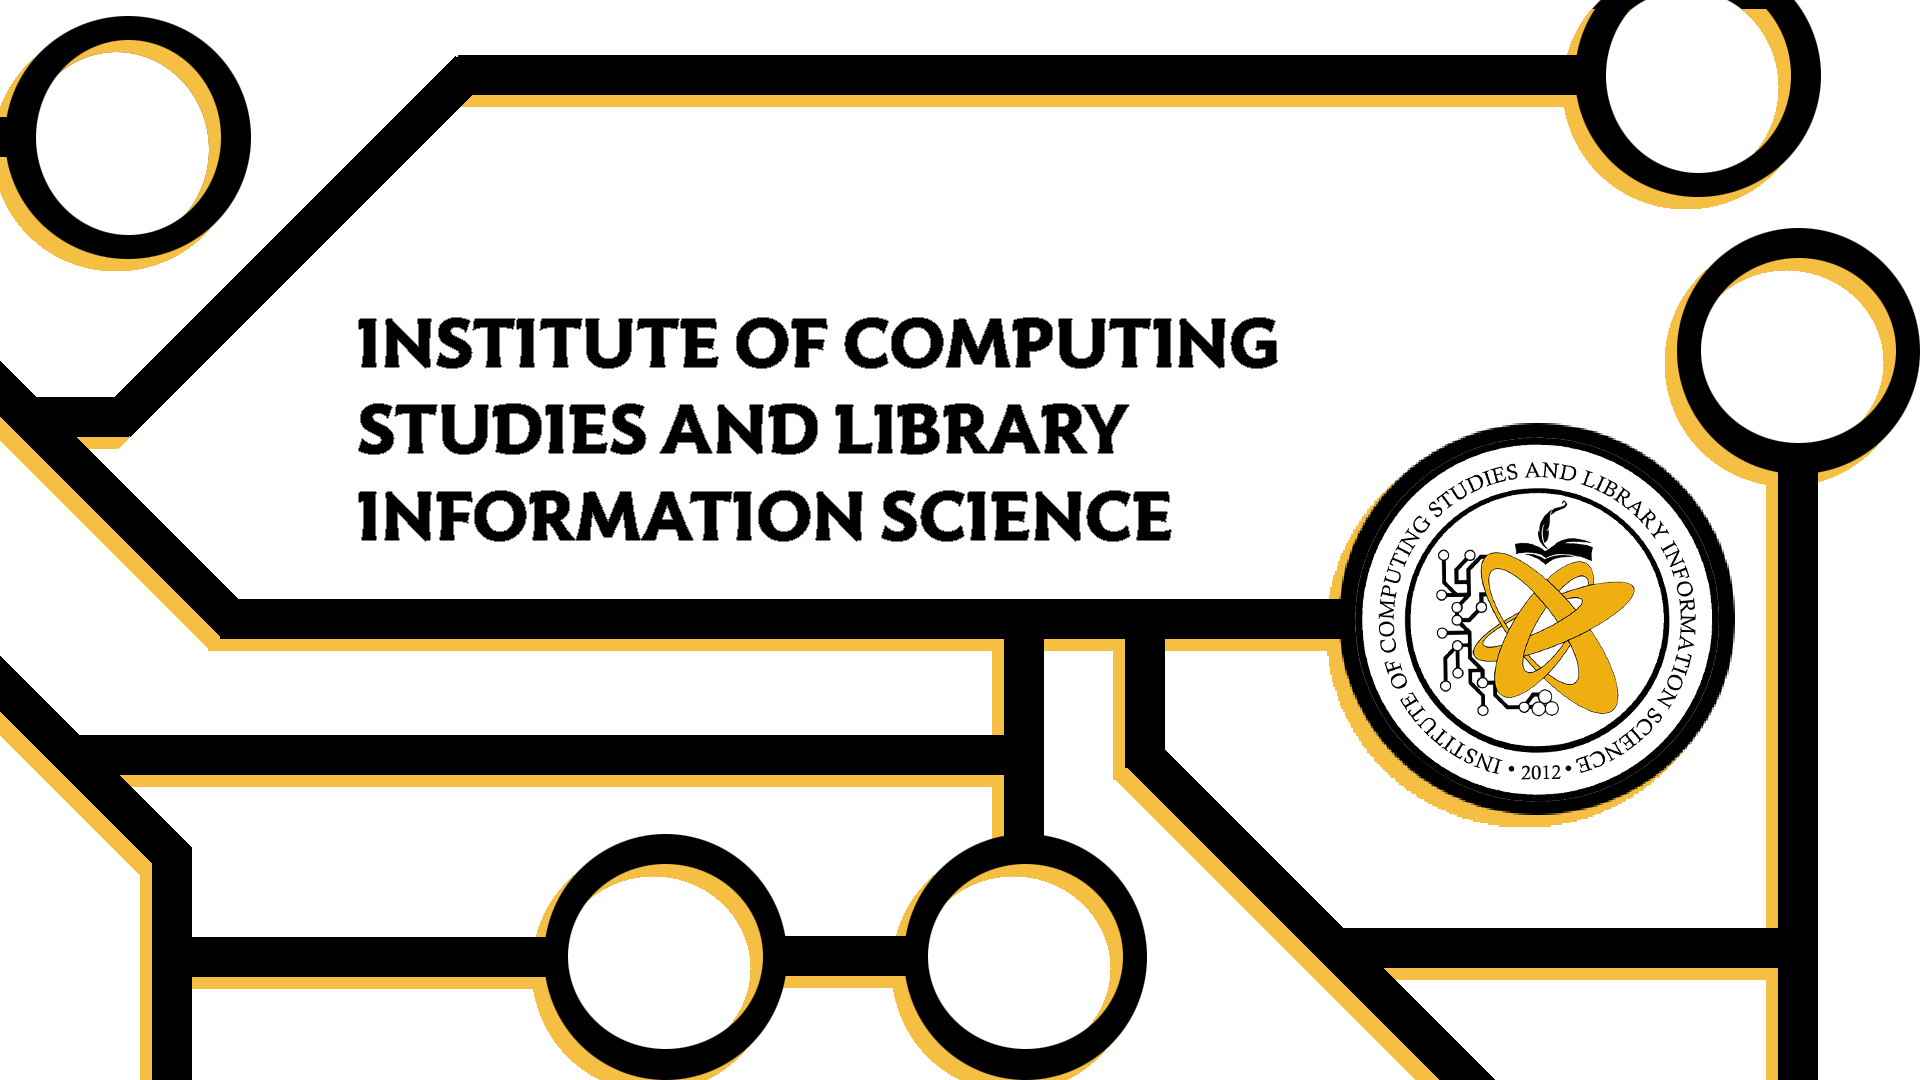 INSTITUTE OF COMPUTING
STUDIES AND LIBRARY
INFORMATION SCIENCE
INSTITUTE OF COMPUTING STUDIES AND LIBRARY INFORMATION SCIENCE
• 2012 •